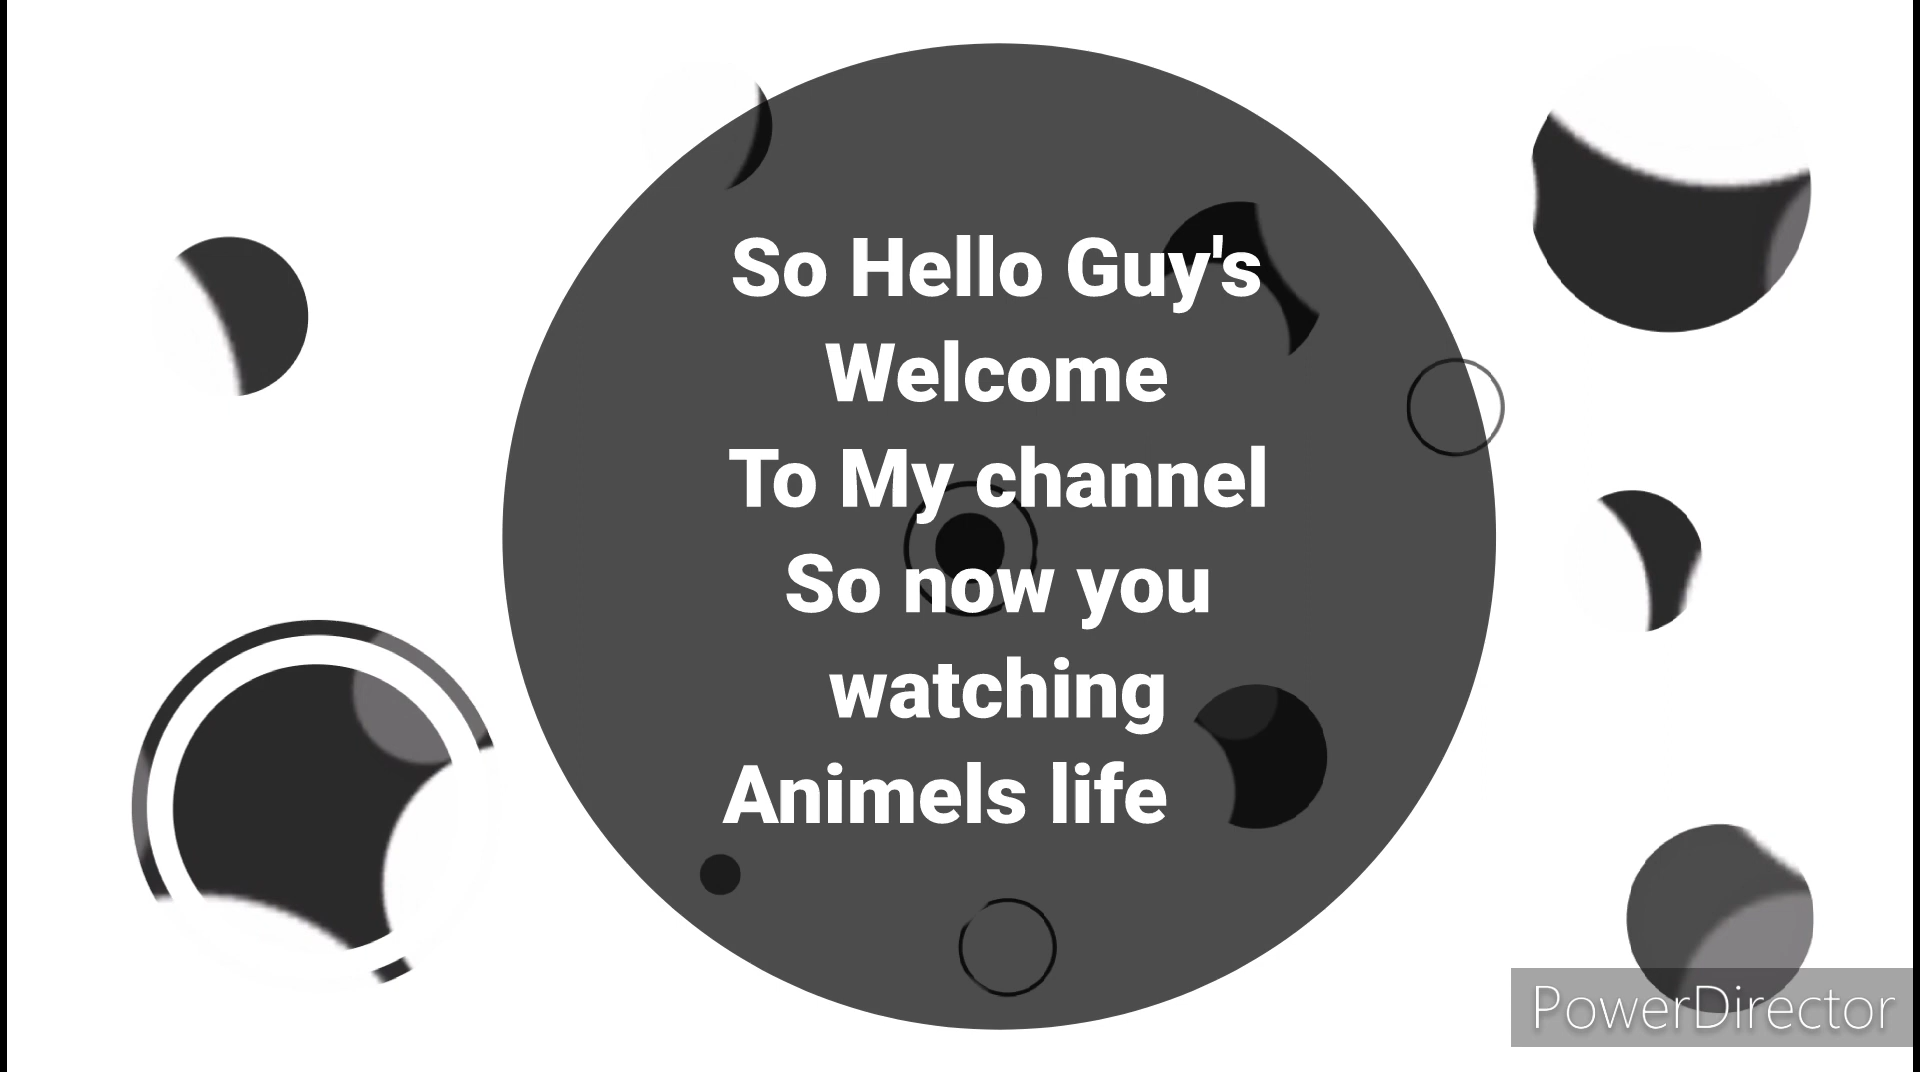 So Hello Guy's
Welcome
To My channel
So now you
watching
Animels life
PowerDirector